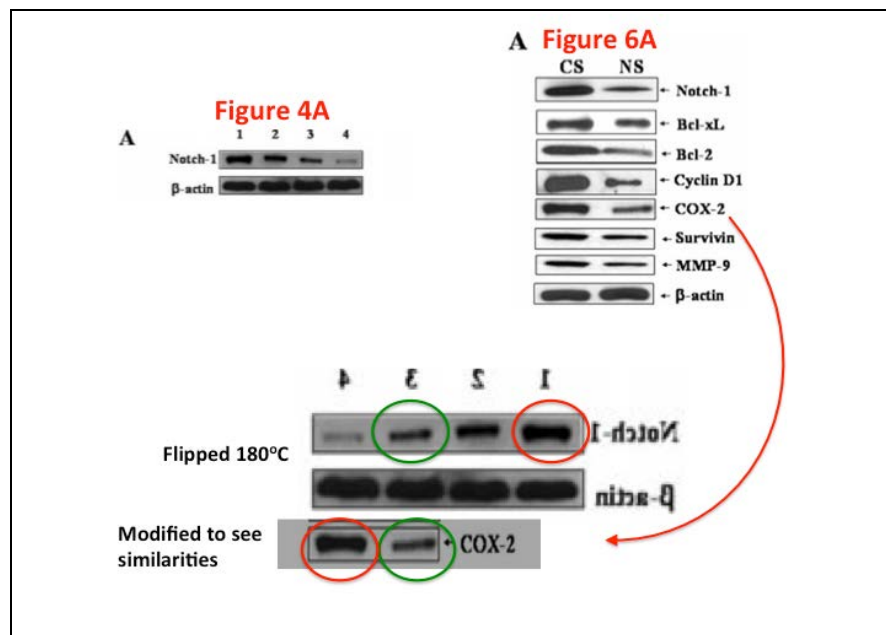 A Figure 6A
CS NS
Notch-1
Bcl-xL
Bcl-2
Cyclin D1
COX-2
Survivin
MMP-9
β-actin
Figure 4A
A
1 2 3 4
Notch-1
β-actin
4 3 2 1
Notch-1
Flipped 180°C
β-actin
Modified to see
similarities
COX-2